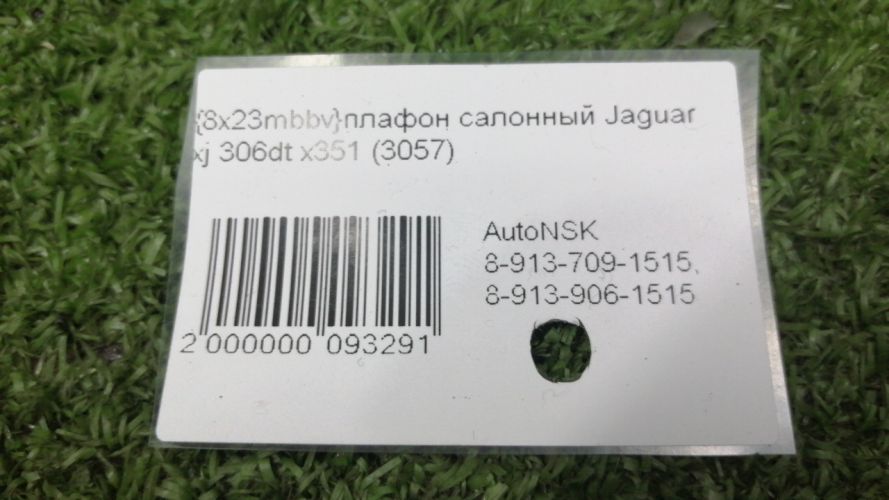 {8x23mbbv}плафон салонный Jaguar
xj 306dt x351 (3057)
AutoNSK
8-913-709-1515,
8-913-906-1515
2 000000 093291